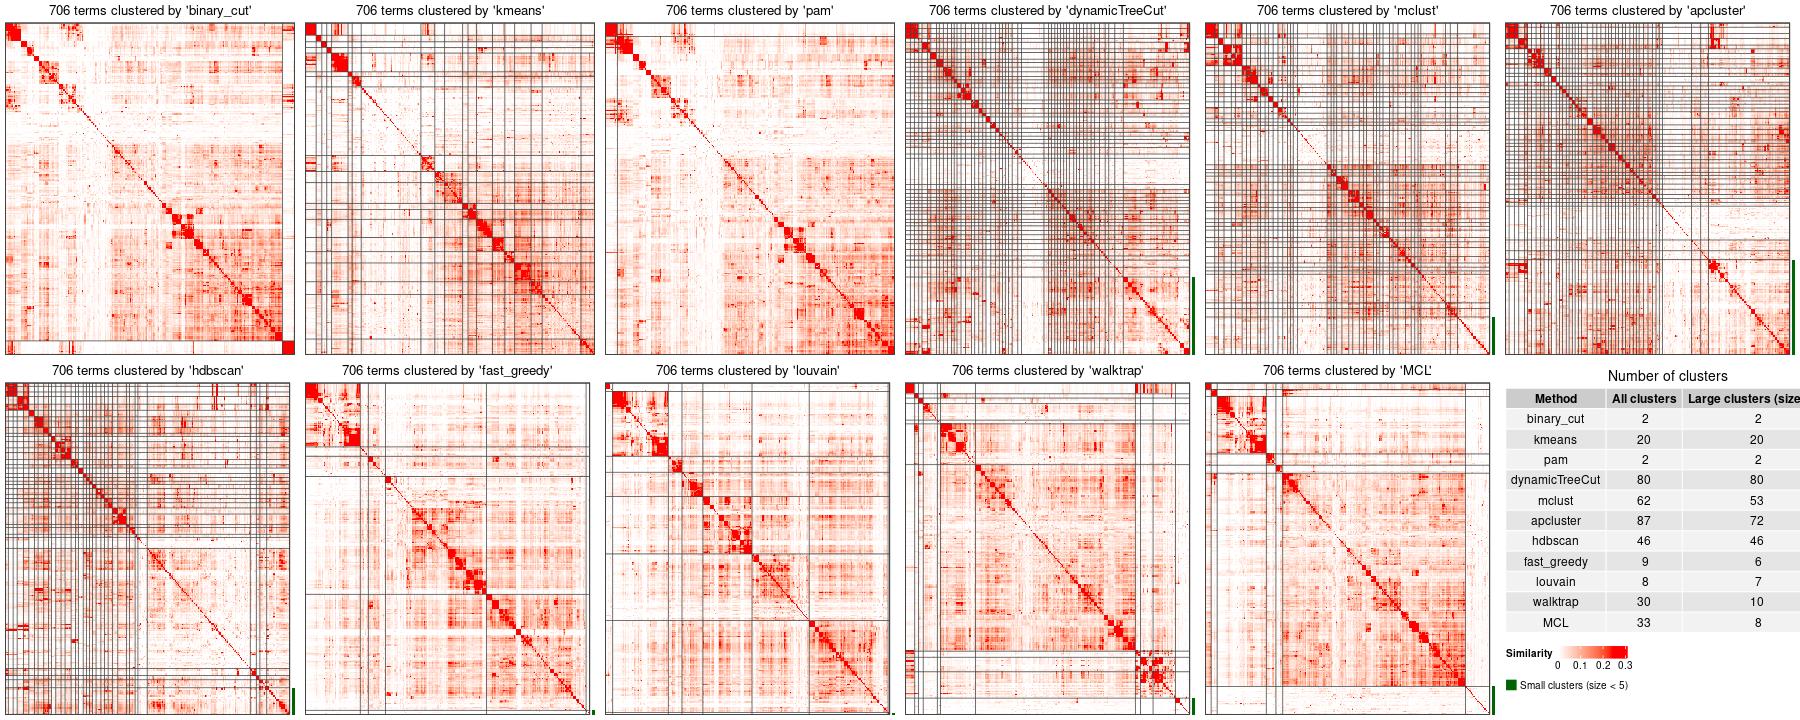 706 terms clustered by 'binary_cut'
706 terms clustered by 'kmeans'
706 terms clustered by 'pam'
706 terms clustered by 'dynamicTreeCut'
706 terms clustered by 'mclust'
706 terms clustered by 'apcluster'
706 terms clustered by 'hdbscan'
706 terms clustered by 'fast_greedy'
706 terms clustered by 'louvain'
706 terms clustered by 'walktrap'
706 terms clustered by 'MCL'
Number of clusters
Method All clusters Large clusters (size
binary_cut 2 2
kmeans 20 20
pam 2 2
dynamicTreeCut 80 80
mclust 62 53
apcluster 87 72
hdbscan 46 46
fast_greedy 9 6
louvain 8 7
walktrap 30 10
MCL 33 8
Similarity
0 0.1 0.2 0.3
Small clusters (size < 5)